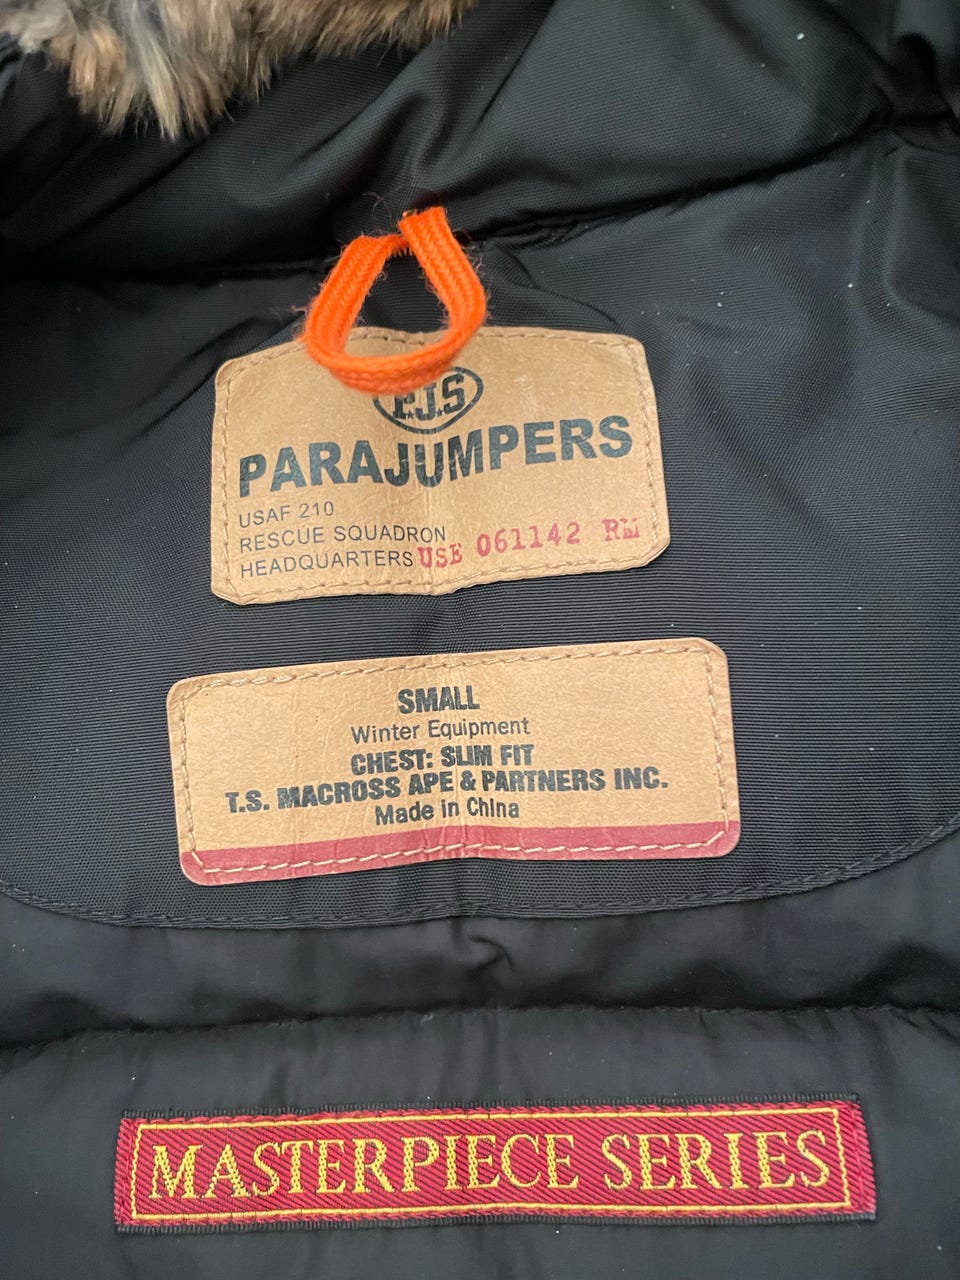 P.J.S
PARAJUMPERS
USAF 210
RESCUE SQUADRON
HEADQUARTERS USE 061142 RM
SMALL
Winter Equipment
CHEST: SLIM FIT
T.S. MACROSS APE & PARTNERS INC.
Made in China
MASTERPIECE SERIES